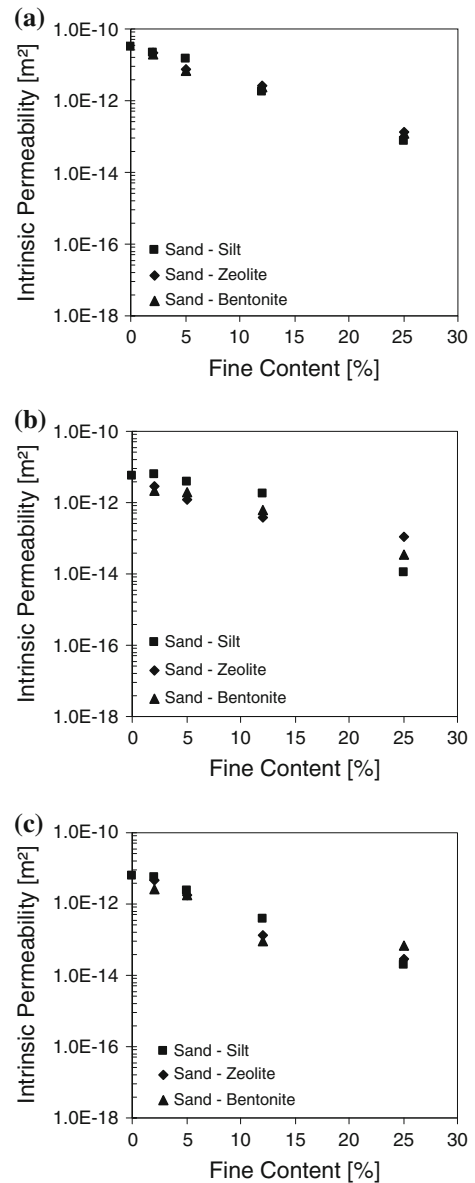 (a)
1.0E-10
1.0E-12
1.0E-14
1.0E-16
1.0E-18
Intrinsic Permeability [m²]
Sand - Silt
Sand - Zeolite
Sand - Bentonite
0 5 10 15 20 25 30
Fine Content [%]
(b)
1.0E-10
1.0E-12
1.0E-14
1.0E-16
1.0E-18
Intrinsic Permeability [m²]
Sand - Silt
Sand - Zeolite
Sand - Bentonite
0 5 10 15 20 25 30
Fine Content [%]
(c)
1.0E-10
1.0E-12
1.0E-14
1.0E-16
1.0E-18
Intrinsic Permeability [m²]
Sand - Silt
Sand - Zeolite
Sand - Bentonite
0 5 10 15 20 25 30
Fine Content [%]